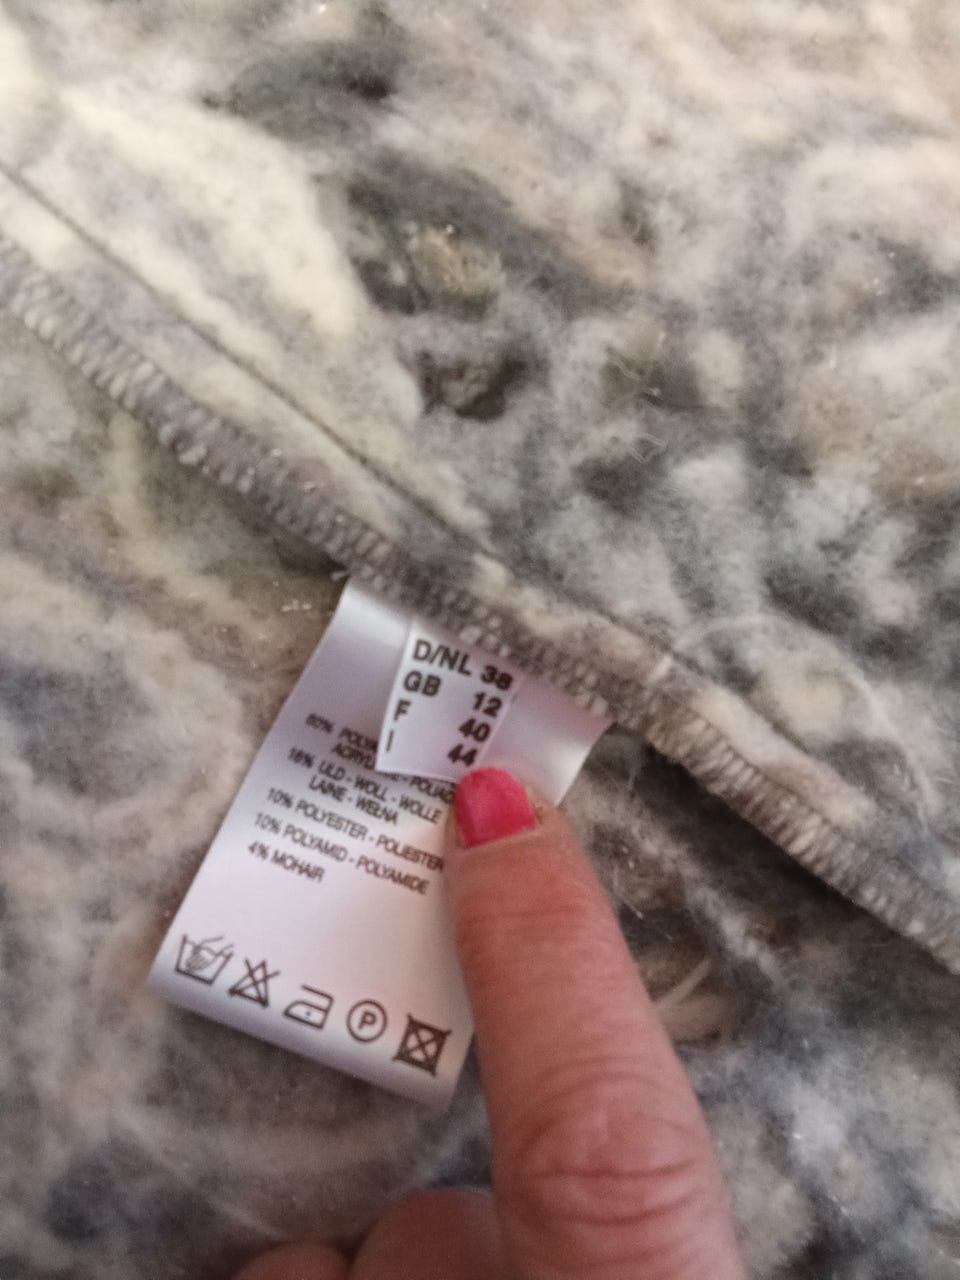 D/NL 38
GB 12
F 40
I 44
60%
16% ULD - WOLL - WOLLE
LAINE - WEŁNA
10% POLYESTER - POLIESTER
10% POLYAMID - POLYAMIDE
4% MOHAIR
P